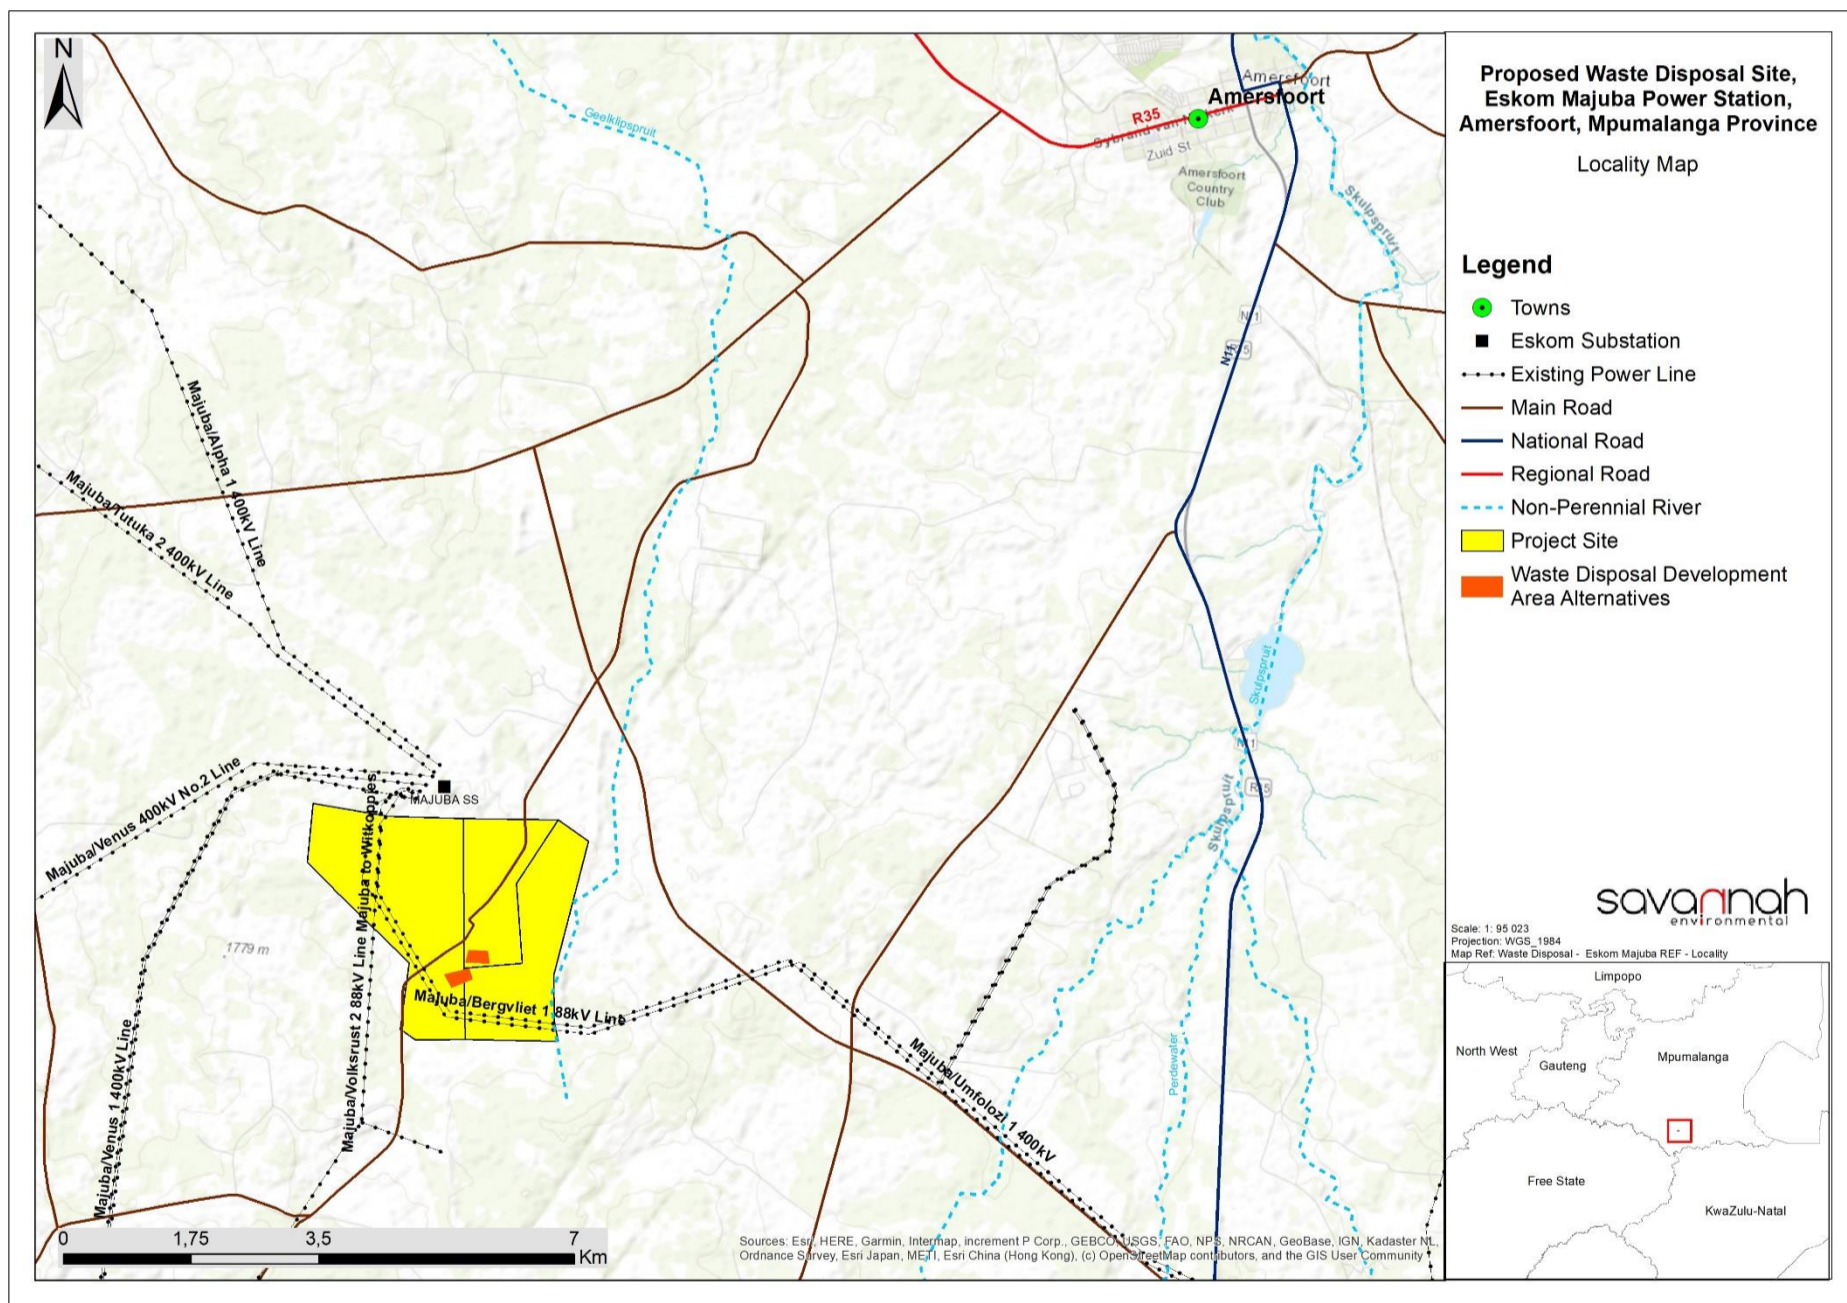 N
Geelklipspruit
R35
Amersfoort
Amersfoort
Zuid St
Amersfoort
Country
Club
Skulpspruit
N11
N11
Majuba/Alpha 1 400kV Line
Majuba/Tutuka 2 400kV Line
Majuba/Venus 400kV No.2 Line
MAJUBA SS
Majuba/Volksrust 2 88kV Line Majuba to Witkoppies
1779 m
Majuba/Venus 1 400kV Line
Majuba/Bergvliet 1 88kV Line
Majuba/Umfolozi 1 400kV
Skulpspruit
N11
Skulpspruit
Perdewater
0 1,75 3,5 7
Km
Sources: Esri, HERE, Garmin, Intermap, increment P Corp., GEBCO, USGS, FAO, NPS, NRCAN, GeoBase, IGN, Kadaster NL,
Ordnance Survey, Esri Japan, METI, Esri China (Hong Kong), (c) OpenStreetMap contributors, and the GIS User Community
Proposed Waste Disposal Site,
Eskom Majuba Power Station,
Amersfoort, Mpumalanga Province
Locality Map
Legend
Towns
Eskom Substation
Existing Power Line
Main Road
National Road
Regional Road
Non-Perennial River
Project Site
Waste Disposal Development
Area Alternatives
savannah
environmental
Scale: 1: 95 023
Projection: WGS_1984
Map Ref: Waste Disposal - Eskom Majuba REF - Locality
Limpopo
North West
Gauteng
Mpumalanga
Free State
KwaZulu-Natal